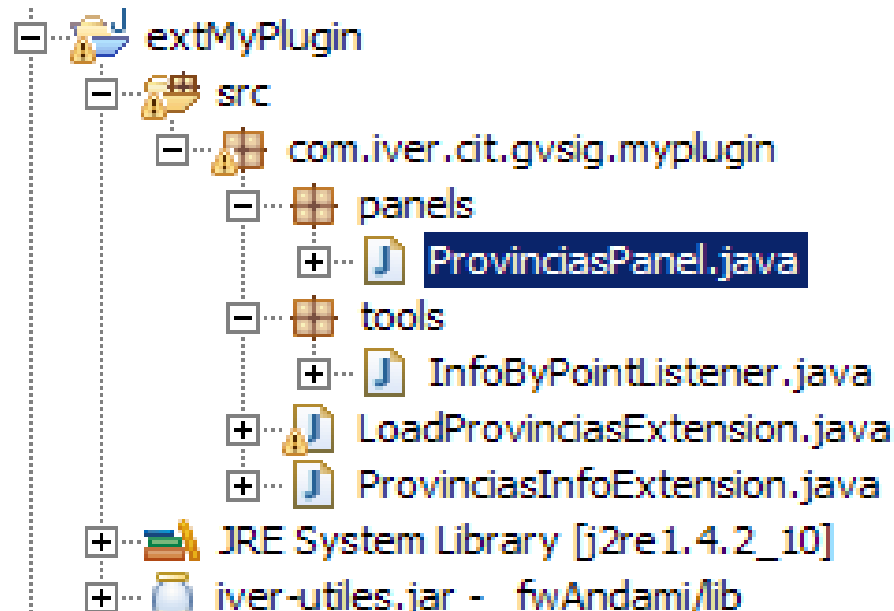 extMyPlugin
src
com.iver.cit.gvsig.myplugin
panels
ProvinciasPanel.java
tools
InfoByPointListener.java
LoadProvinciasExtension.java
ProvinciasInfoExtension.java
JRE System Library [j2re1.4.2_10]
iver-utiles.jar - fwAndami/lib